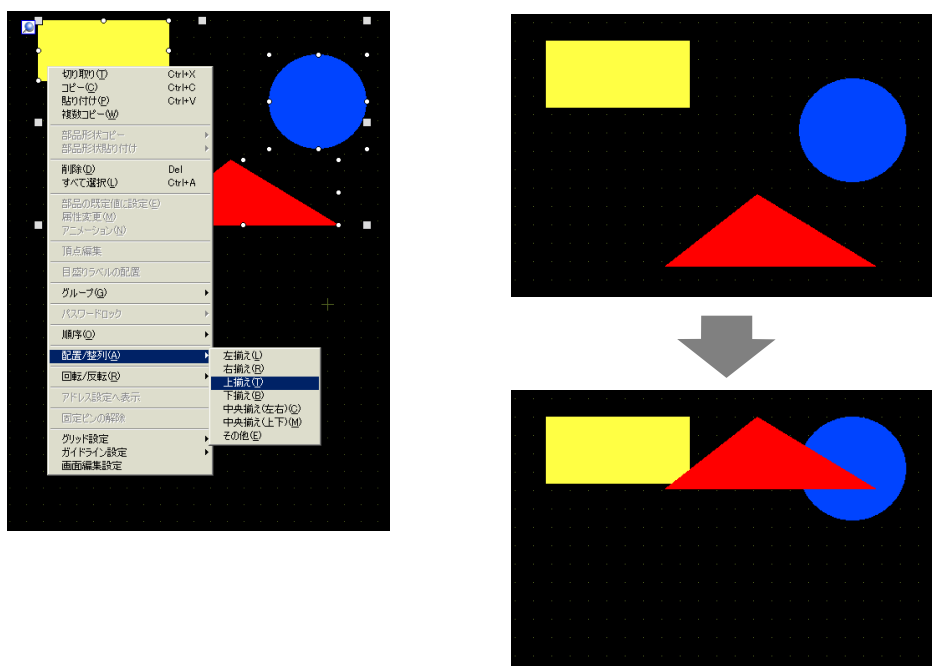 切り取り(T) Ctrl+X
コピー(C) Ctrl+C
貼り付け(P) Ctrl+V
複数コピー(W)
部品形状コピー
部品形状貼り付け
削除(D) Del
すべて選択(L) Ctrl+A
部品の既定値に設定(E)
属性変更(M)
アニメーション(N)
頂点編集
目盛りラベルの配置
グループ(G)
パスワードロック
順序(O)
配置/整列(A)
回転/反転(R)
アドレス設定へ表示
固定ピンの解除
グリッド設定
ガイドライン設定
画面編集設定
左揃え(L)
右揃え(R)
上揃え(T)
下揃え(B)
中央揃え(左右)(C)
中央揃え(上下)(M)
その他(E)